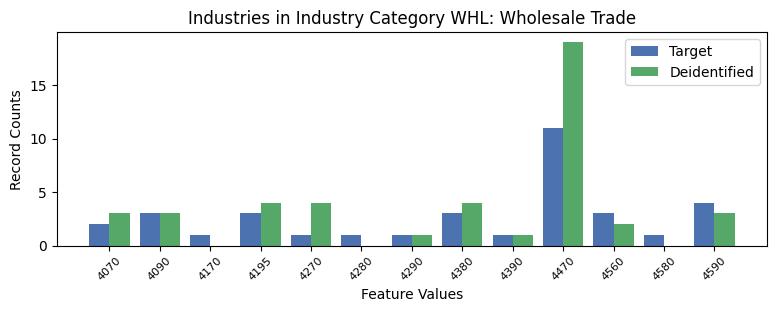 Industries in Industry Category WHL: Wholesale Trade
Target
Deidentified
Record Counts
15
10
5
0
4070 4090 4170 4195 4270 4280 4290 4380 4390 4470 4560 4580 4590
Feature Values